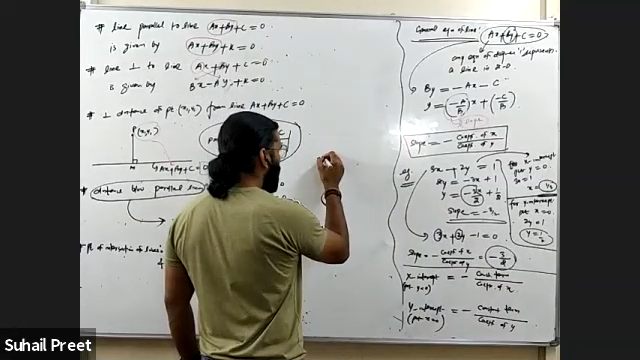 # line parallel to line Ax+By+C=0
is given by Ax+By+K=0
# line ⊥ to line Ax+By+C=0
is given by Bx-Ay+K=0
# ⊥ distance of pt (x₁,y₁) from line Ax+By+C=0
P(x₁,y₁)
M
Ax+By+C=0
# distance b/w parallel
# pt of intersection of lines
General eqn of line: Ax+By+C=0
any eqn of degree '1' represents
a line in 2-D
By = -Ax - C
y = (-A/B)x + (-C/B)
slope
Slope = - Coeff. of x / Coeff. of y
eg. 3x+2y = 1
2y = -3x+1
y = -3x/2 + 1/2
Slope = -3/2
3x+2y-1=0
Slope = - Coeff of x / Coeff of y = -3/2
x-intercept (put y=0) = - Const. term / Coeff. of x
y-intercept (put x=0) = - Constant term / Coeff of y
for x-intercept
put y=0
3x=1
x=1/3
for y-intercept
put x=0
2y=1
y=1/2
Suhail Preet